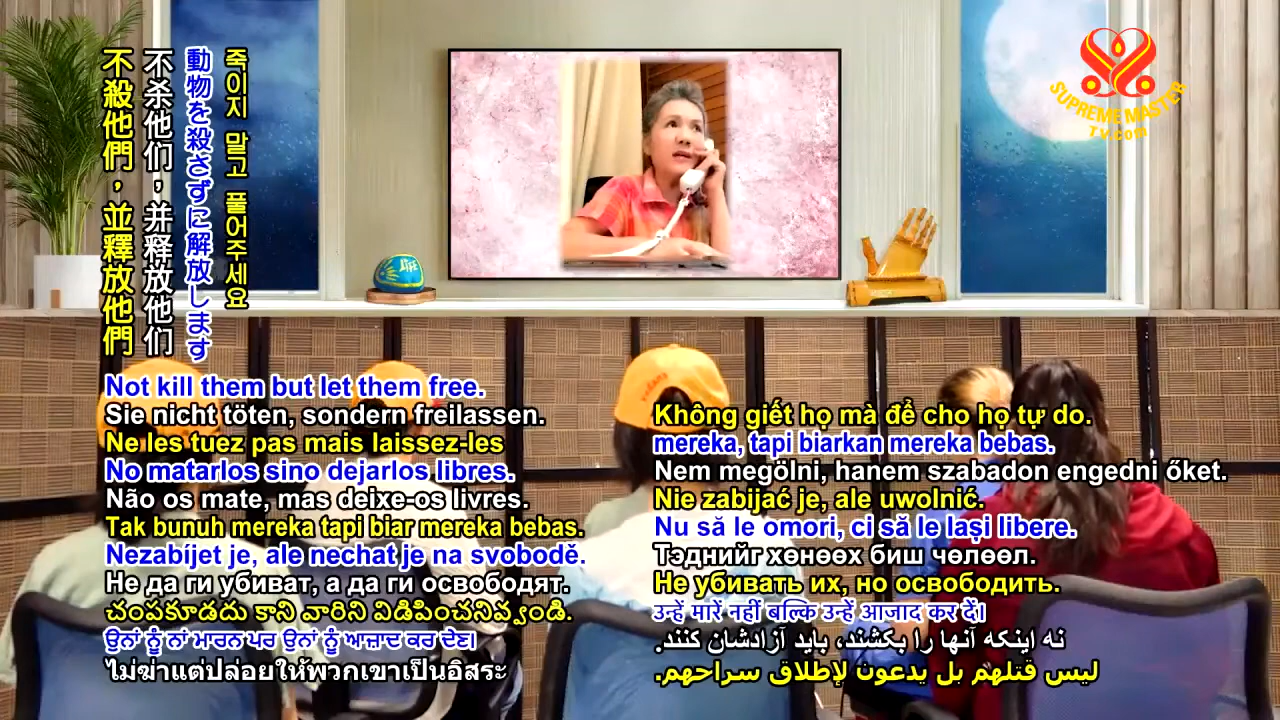 不殺他們，並釋放他們
不杀他们，并释放他们
動物を殺さずに解放します
죽이지 말고 풀어주세요
SUPREME MASTER
TV.com
LIFE
Not kill them but let them free.
Sie nicht töten, sondern freilassen.
Ne les tuez pas mais laissez-les
No matarlos sino dejarlos libres.
Não os mate, mas deixe-os livres.
Tak bunuh mereka tapi biar mereka bebas.
Nezabíjet je, ale nechat je na svobodě.
Не да ги убиват, а да ги освободят.
చంపకూడదు కాని వారిని విడిపించనివ్వండి.
ਉਨਾਂ ਨੂੰ ਨਾਂ ਮਾਰਨ ਪਰ ਉਨਾਂ ਨੂੰ ਆਜ਼ਾਦ ਕਰ ਦੇਣ।
ไม่ฆ่าแต่ปล่อยให้พวกเขาเป็นอิสระ
Không giết họ mà để cho họ tự do.
mereka, tapi biarkan mereka bebas.
Nem megölni, hanem szabadon engedni őket.
Nie zabijać je, ale uwolnić.
Nu să le omori, ci să le lași libere.
Тэднийг хөнөөх биш чөлөөл.
Не убивать их, но освободить.
उन्हें मारें नहीं बल्कि उन्हें आजाद कर दें।
نه اینکه آنها را بکشند، باید آزادشان کنند.
ليس قتلهم بل يدعون لإطلاق سراحهم.